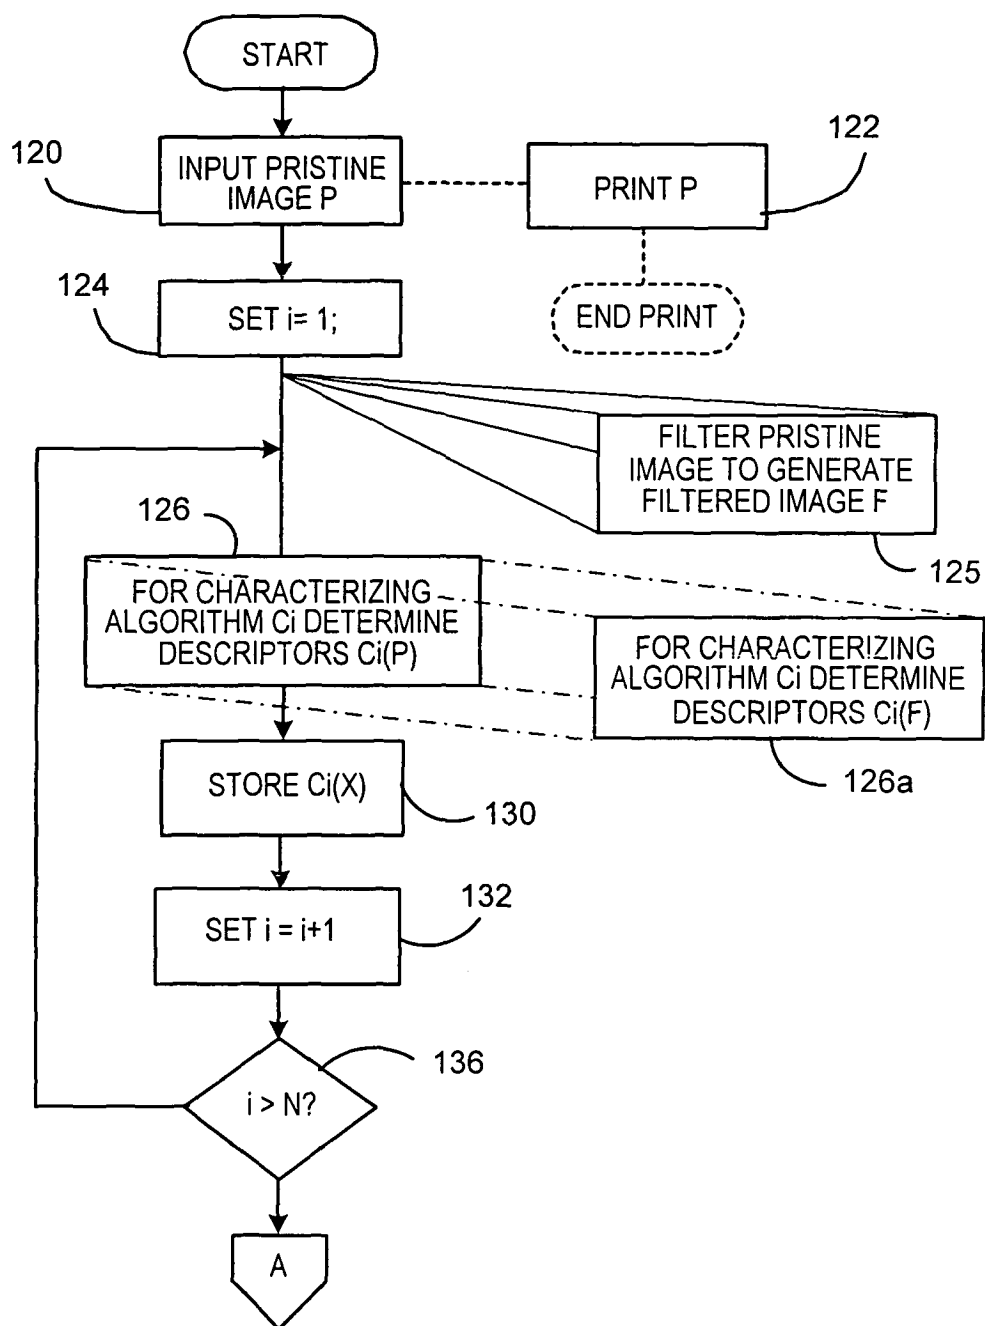 START
120
INPUT PRISTINE
IMAGE P
122
PRINT P
124
SET i= 1;
END PRINT
FILTER PRISTINE
IMAGE TO GENERATE
FILTERED IMAGE F
125
126
FOR CHARACTERIZING
ALGORITHM Ci DETERMINE
DESCRIPTORS Ci(P)
FOR CHARACTERIZING
ALGORITHM Ci DETERMINE
DESCRIPTORS Ci(F)
126a
STORE Ci(X)
130
SET i = i+1
132
136
i > N?
A